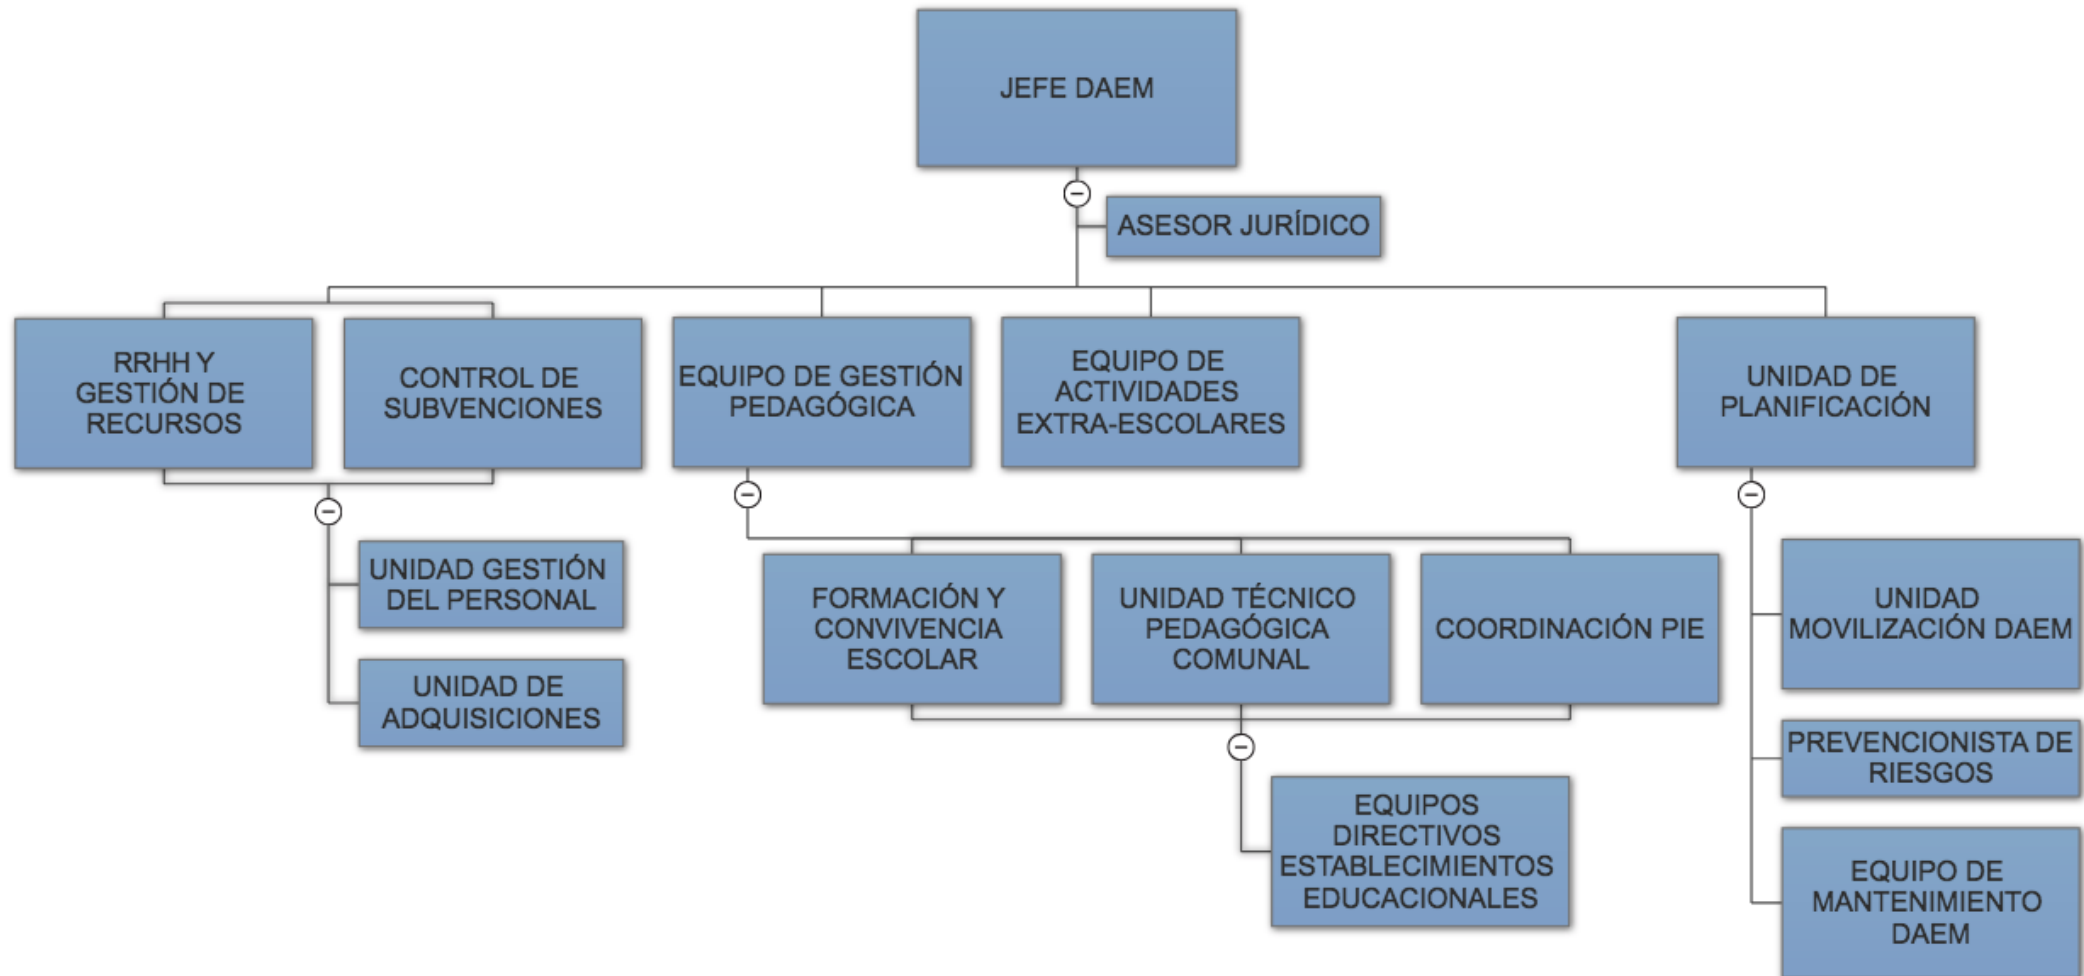 JEFE DAEM
ASESOR JURÍDICO
RRHH Y
GESTIÓN DE
RECURSOS
CONTROL DE
SUBVENCIONES
EQUIPO DE GESTIÓN
PEDAGÓGICA
EQUIPO DE
ACTIVIDADES
EXTRA-ESCOLARES
UNIDAD DE
PLANIFICACIÓN
UNIDAD GESTIÓN
DEL PERSONAL
UNIDAD DE
ADQUISICIONES
FORMACIÓN Y
CONVIVENCIA
ESCOLAR
UNIDAD TÉCNICO
PEDAGÓGICA
COMUNAL
COORDINACIÓN PIE
EQUIPOS
DIRECTIVOS
ESTABLECIMIENTOS
EDUCACIONALES
UNIDAD
MOVILIZACIÓN DAEM
PREVENCIONISTA DE
RIESGOS
EQUIPO DE
MANTENIMIENTO
DAEM